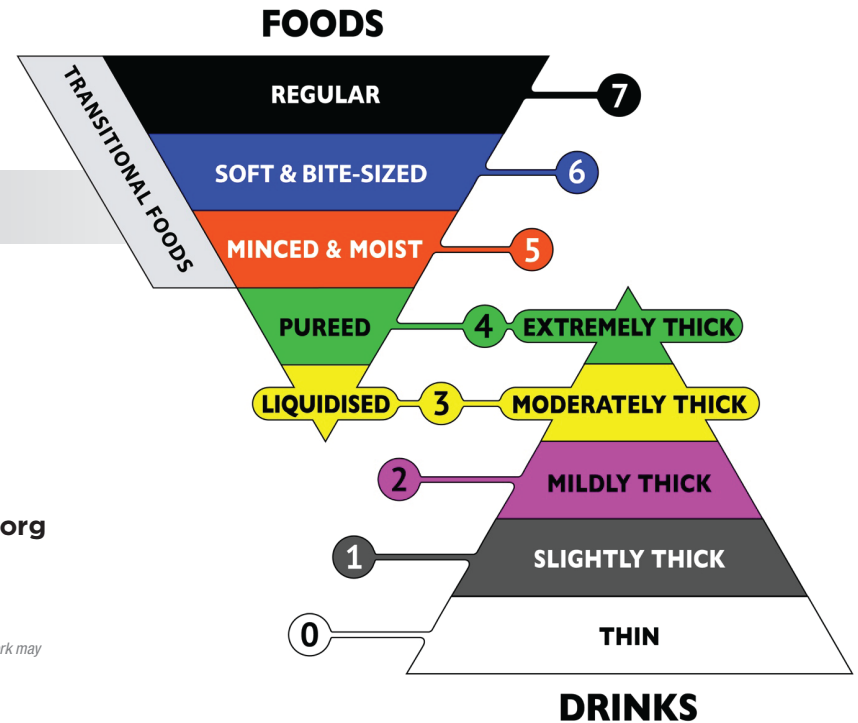 FOODS
TRANSITIONAL FOODS
REGULAR
7
SOFT & BITE-SIZED
6
MINCED & MOIST
5
PUREED
4
EXTREMELY THICK
LIQUIDISED
3
MODERATELY THICK
2
MILDLY THICK
org
1
SLIGHTLY THICK
0
THIN
rk may
DRINKS